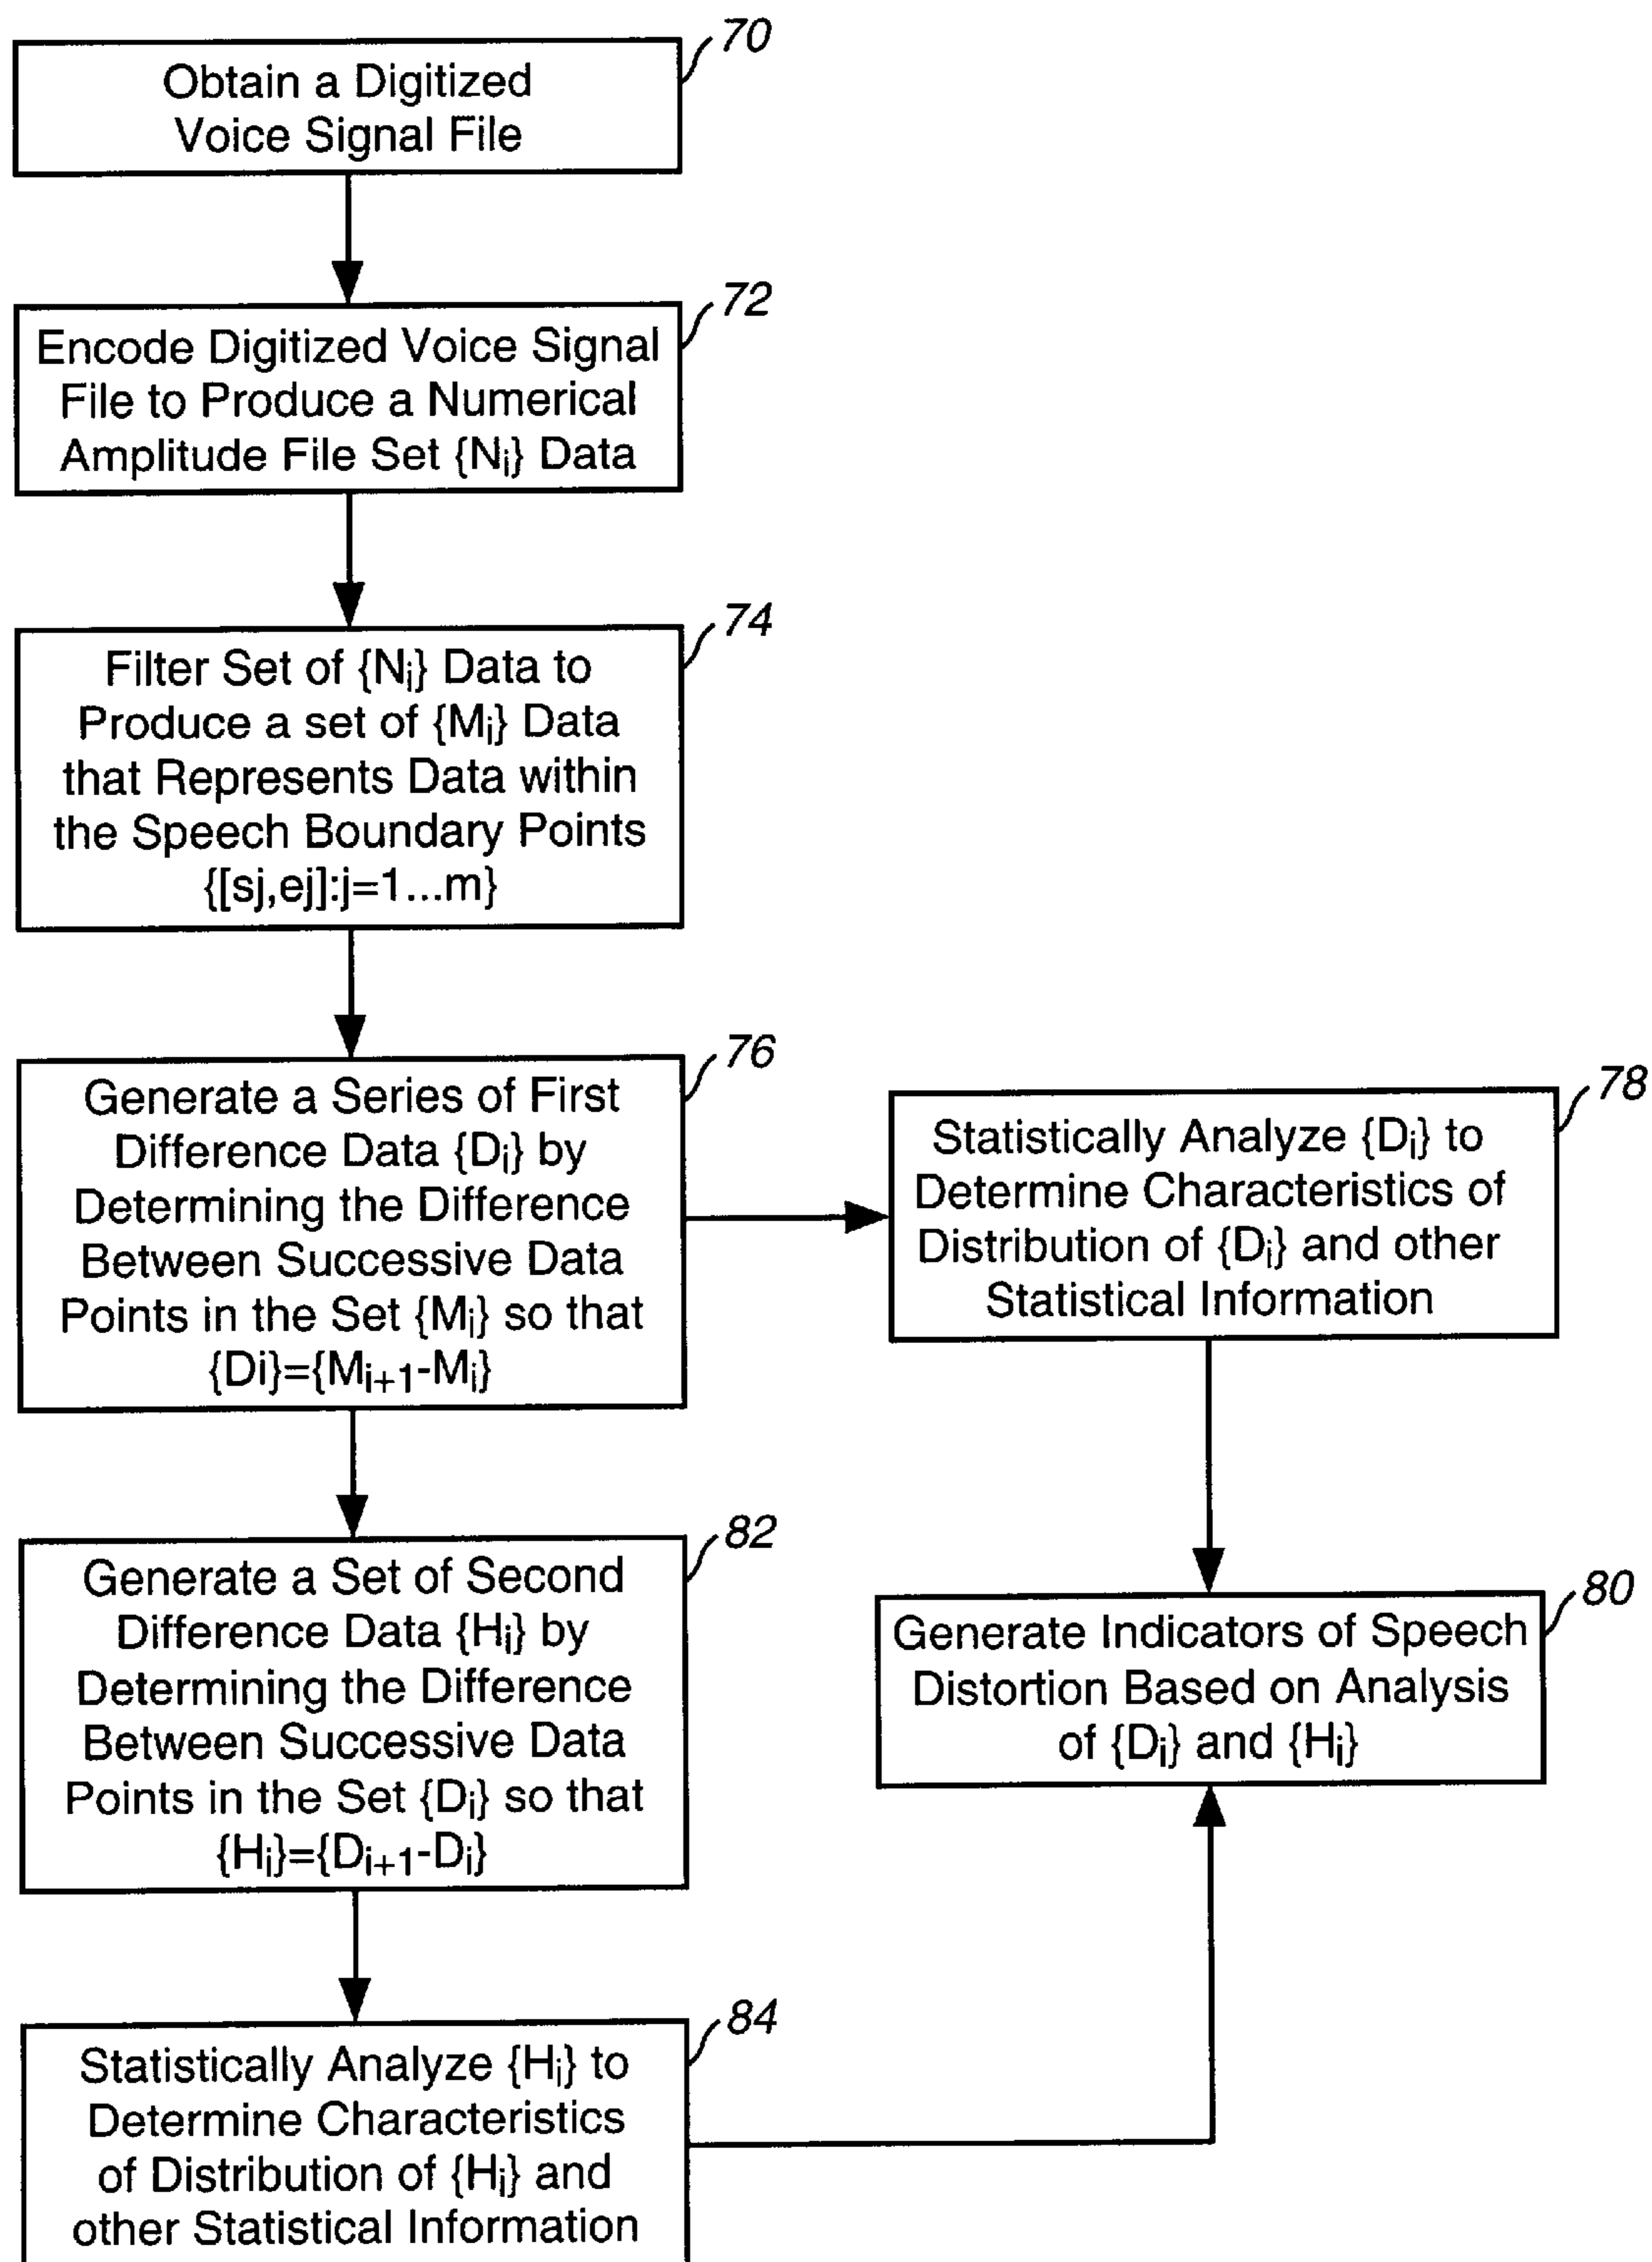 70
Obtain a Digitized
Voice Signal File
72
Encode Digitized Voice Signal
File to Produce a Numerical
Amplitude File Set {Ni} Data
74
Filter Set of {Ni} Data to
Produce a set of {Mi} Data
that Represents Data within
the Speech Boundary Points
{[sj,ej]:j=1...m}
76
Generate a Series of First
Difference Data {Di} by
Determining the Difference
Between Successive Data
Points in the Set {Mi} so that
{Di}={Mi+1-Mi}
78
Statistically Analyze {Di} to
Determine Characteristics of
Distribution of {Di} and other
Statistical Information
82
Generate a Set of Second
Difference Data {Hi} by
Determining the Difference
Between Successive Data
Points in the Set {Di} so that
{Hi}={Di+1-Di}
80
Generate Indicators of Speech
Distortion Based on Analysis
of {Di} and {Hi}
84
Statistically Analyze {Hi} to
Determine Characteristics
of Distribution of {Hi} and
other Statistical Information